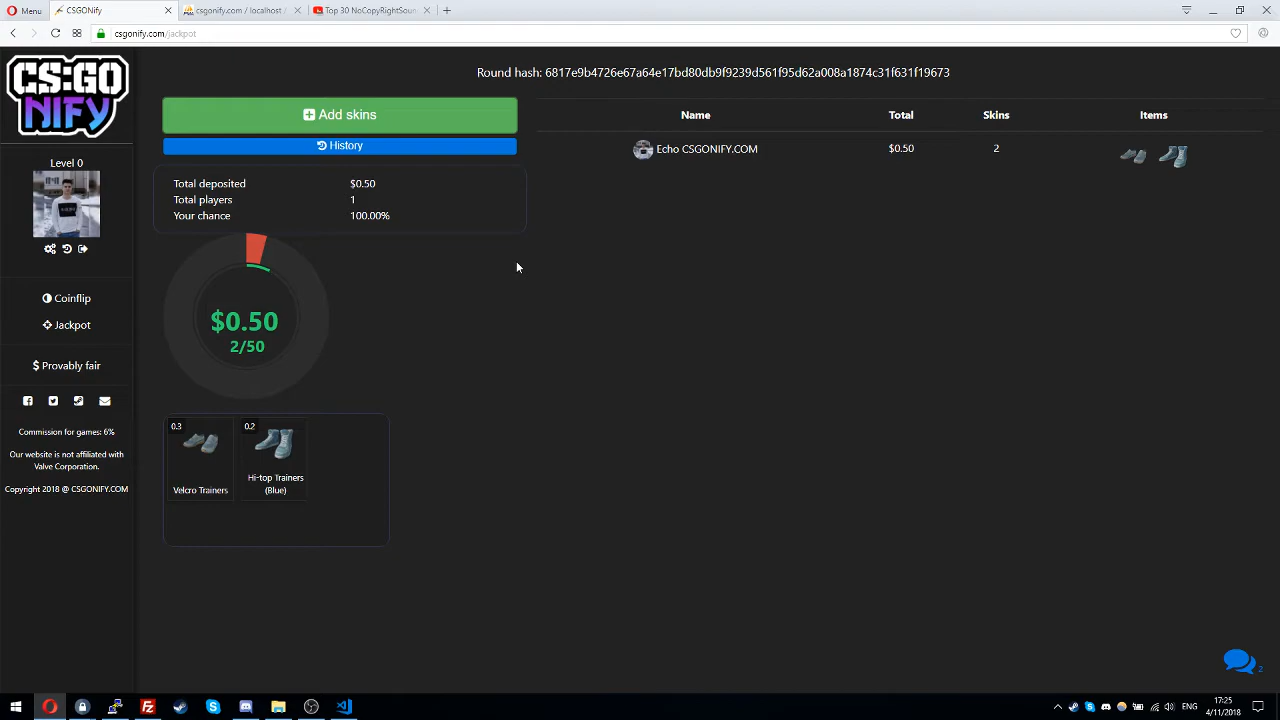 Menu
CSGONify
csgonify.com / localhost /
Top 30 NoCopyRightSoun
csgonify.com/jackpot
CS:GO
NIFY
Level 0
Coinflip
Jackpot
Provably fair
Commission for games: 6%
Our website is not affiliated with
Valve Corporation.
Copyright 2018 @ CSGONIFY.COM
Round hash: 6817e9b4726e67a64e17bd80db9f9239d561f95d62a008a1874c31f631f19673
Add skins
History
Total deposited $0.50
Total players 1
Your chance 100.00%
$0.50
2/50
0.3
Velcro Trainers
0.2
Hi-top Trainers
(Blue)
Name Total Skins Items
Echo CSGONIFY.COM $0.50 2
2
ENG
17:25
4/11/2018